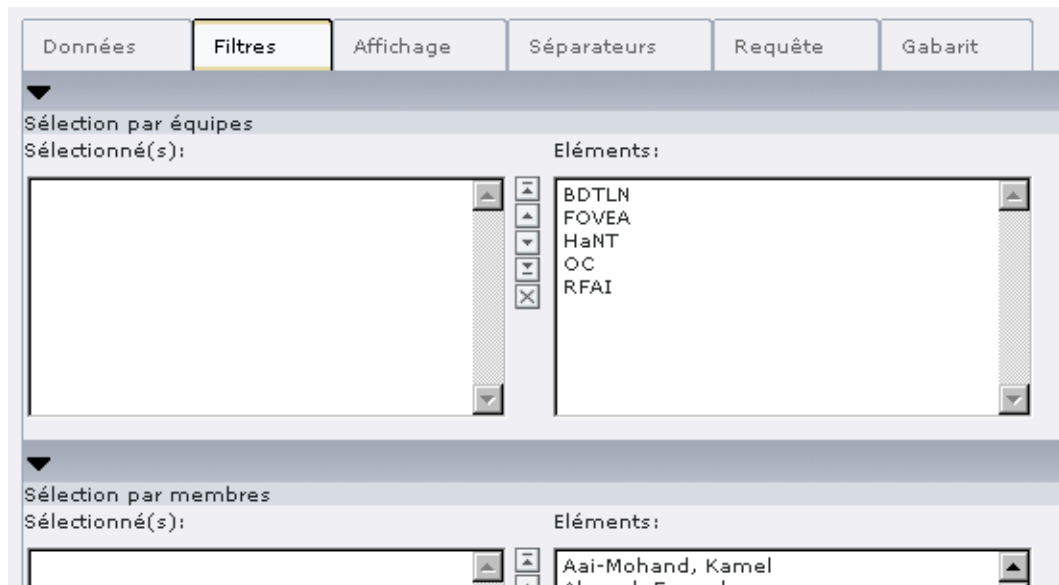 Données Filtres Affichage Séparateurs Requête Gabarit
Sélection par équipes
Sélectionné(s): Eléments:
BDTLN
FOVEA
HaNT
OC
RFAI
Sélection par membres
Sélectionné(s): Eléments:
Aai-Mohand, Kamel